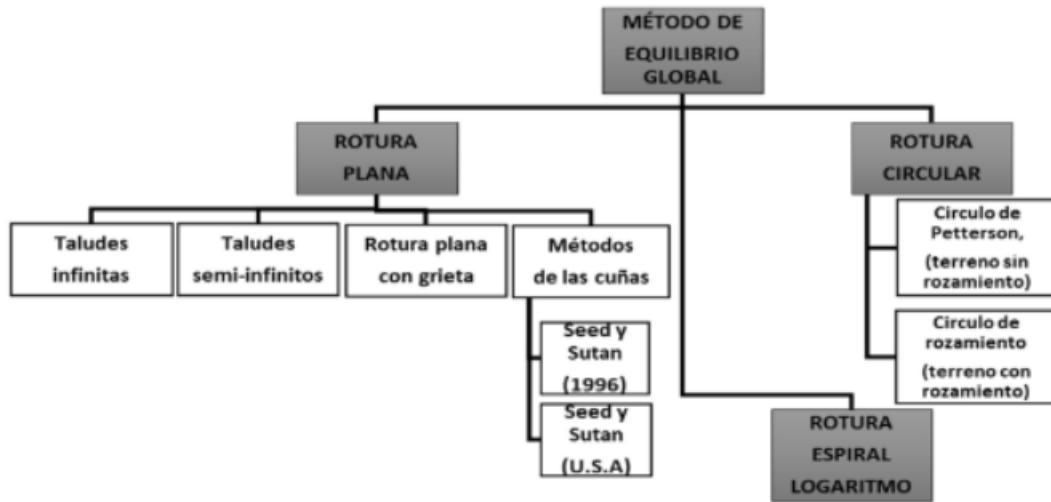 MÉTODO DE
EQUILIBRIO
GLOBAL
ROTURA
PLANA
ROTURA
CIRCULAR
Taludes
infinitas
Taludes
semi-infinitos
Rotura plana
con grieta
Métodos
de las cuñas
Seed y
Sutan
(1996)
Seed y
Sutan
(U.S.A)
Circulo de
Petterson,
(terreno sin
rozamiento)
Circulo de
rozamiento
(terreno con
rozamiento)
ROTURA
ESPIRAL
LOGARITMO